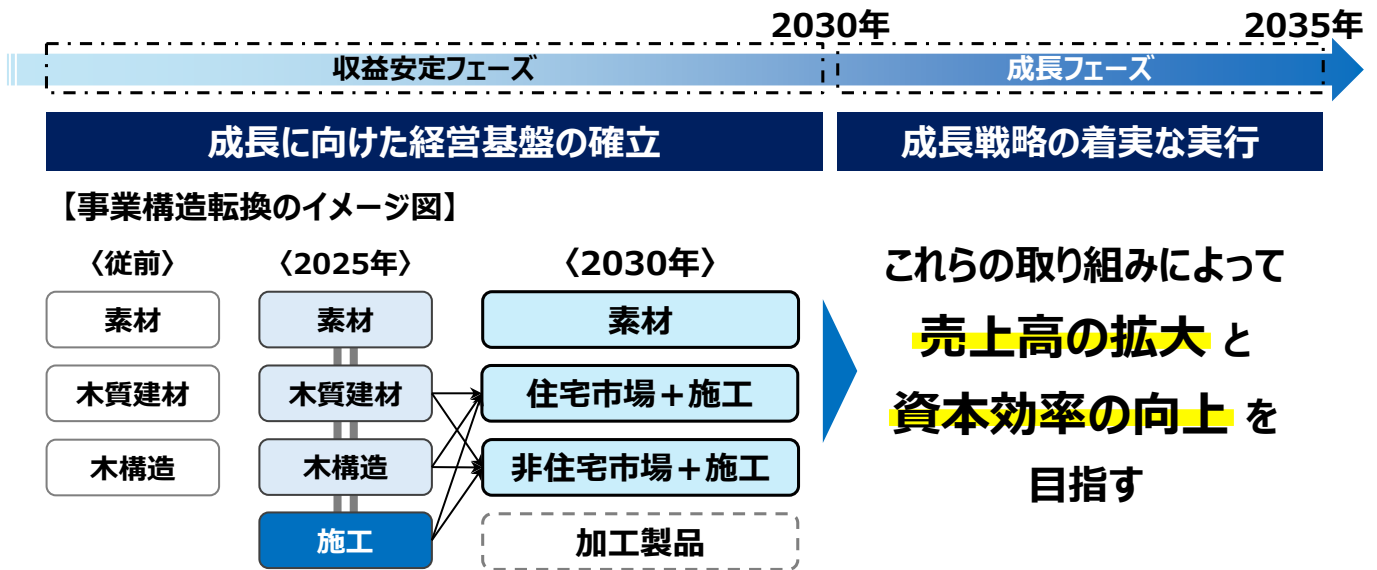 2030年
2035年
収益安定フェーズ
成長フェーズ
成長に向けた経営基盤の確立
成長戦略の着実な実行
【事業構造転換のイメージ図】
〈従前〉
〈2025年〉
〈2030年〉
素材
素材
素材
木質建材
木質建材
住宅市場＋施工
木構造
木構造
非住宅市場＋施工
施工
加工製品
これらの取り組みによって
売上高の拡大 と
資本効率の向上 を
目指す